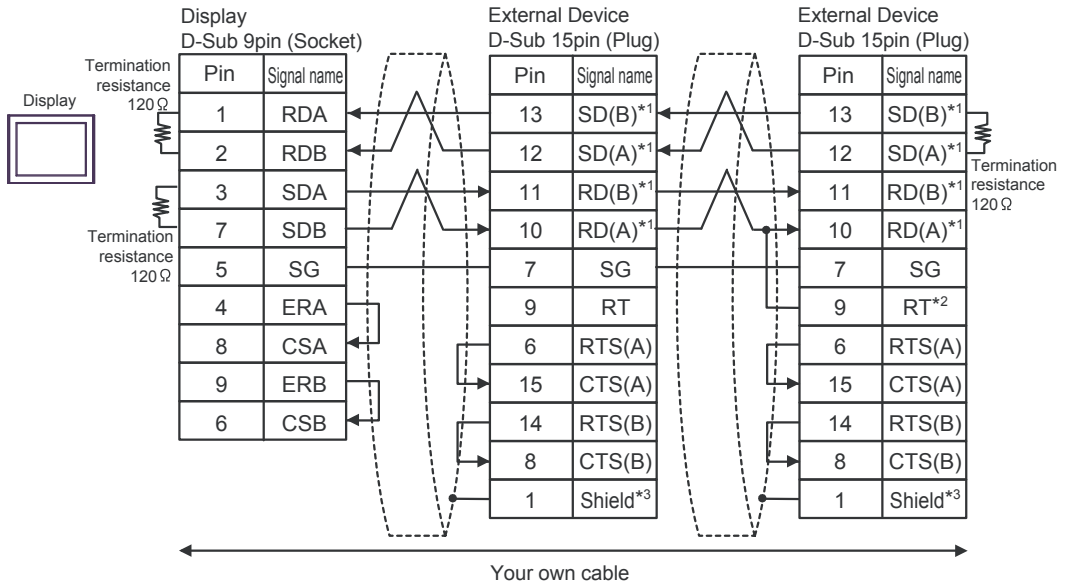 Display
D-Sub 9pin (Socket)
External Device
D-Sub 15pin (Plug)
External Device
D-Sub 15pin (Plug)
Display
Termination
resistance
120Ω
Termination
resistance
120Ω
Pin Signal name
1 RDA
2 RDB
3 SDA
7 SDB
5 SG
4 ERA
8 CSA
9 ERB
6 CSB
Pin Signal name
13 SD(B)*1
12 SD(A)*1
11 RD(B)*1
10 RD(A)*1
7 SG
9 RT
6 RTS(A)
15 CTS(A)
14 RTS(B)
8 CTS(B)
1 Shield*3
Pin Signal name
13 SD(B)*1
12 SD(A)*1
11 RD(B)*1
10 RD(A)*1
7 SG
9 RT*2
6 RTS(A)
15 CTS(A)
14 RTS(B)
8 CTS(B)
1 Shield*3
Termination
resistance
120Ω
Your own cable